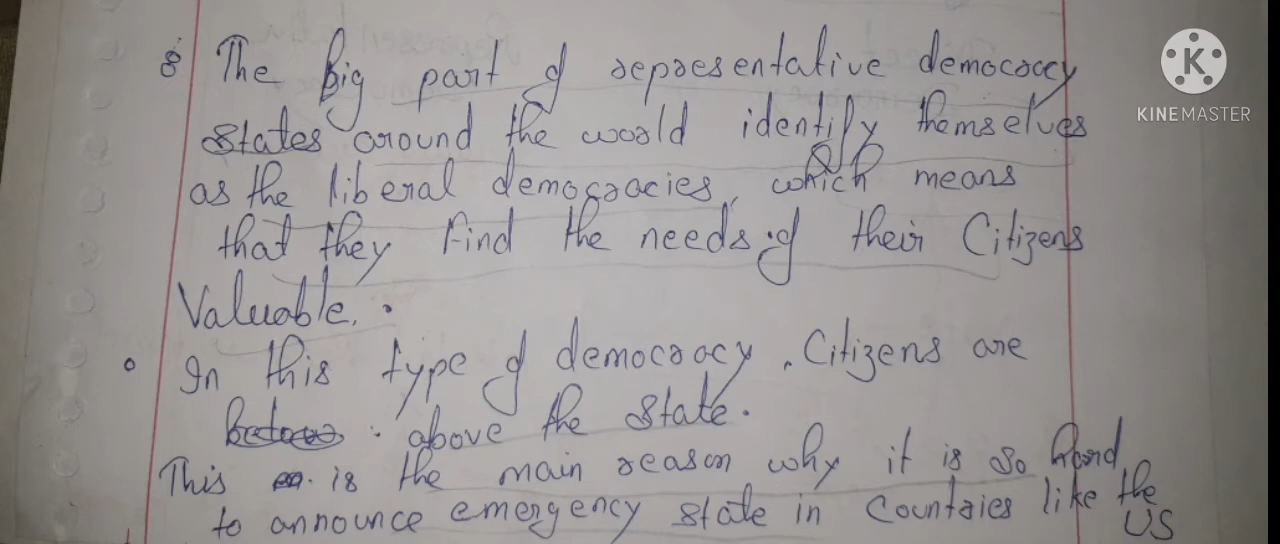 The Big part of representative democracy
KINEMASTER
states around the world identify themselves
as the liberal democracies, which means
that they find the needs of their Citizens
Valuable.
In this type of democracy, Citizens are
above the state.
This is the main reason why it is so hard
to announce emergency state in Countries like the
US